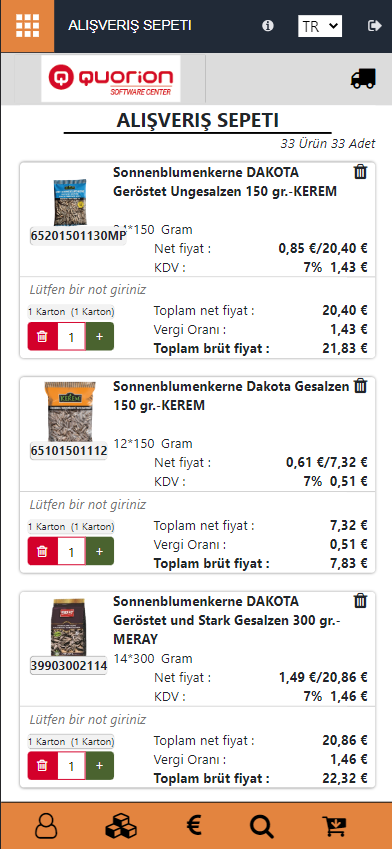 ALIŞVERİŞ SEPETI
TR
QUORION
SOFTWARE CENTER
ALIŞVERİŞ SEPETI
33 Ürün 33 Adet
Sonnenblumenkerne DAKOTA
Geröstet Ungesalzen 150 gr.-KEREM
24*150 Gram
65201501130MP
Net fiyat : 0,85 €/20,40 €
KDV : 7% 1,43 €
Lütfen bir not giriniz
1 Karton (1 Karton)
Toplam net fiyat : 20,40 €
Vergi Oranı : 1,43 €
1 +
Toplam brüt fiyat : 21,83 €
Sonnenblumenkerne Dakota Gesalzen
150 gr.-KEREM
KEREM
12*150 Gram
65101501112
Net fiyat : 0,61 €/7,32 €
KDV : 7% 0,51 €
Lütfen bir not giriniz
1 Karton (1 Karton)
Toplam net fiyat : 7,32 €
Vergi Oranı : 0,51 €
1 +
Toplam brüt fiyat : 7,83 €
Sonnenblumenkerne DAKOTA
Geröstet und Stark Gesalzen 300 gr.-
MERAY
14*300 Gram
39903002114
Net fiyat : 1,49 €/20,86 €
KDV : 7% 1,46 €
Lütfen bir not giriniz
1 Karton (1 Karton)
Toplam net fiyat : 20,86 €
Vergi Oranı : 1,46 €
1 +
Toplam brüt fiyat : 22,32 €
€